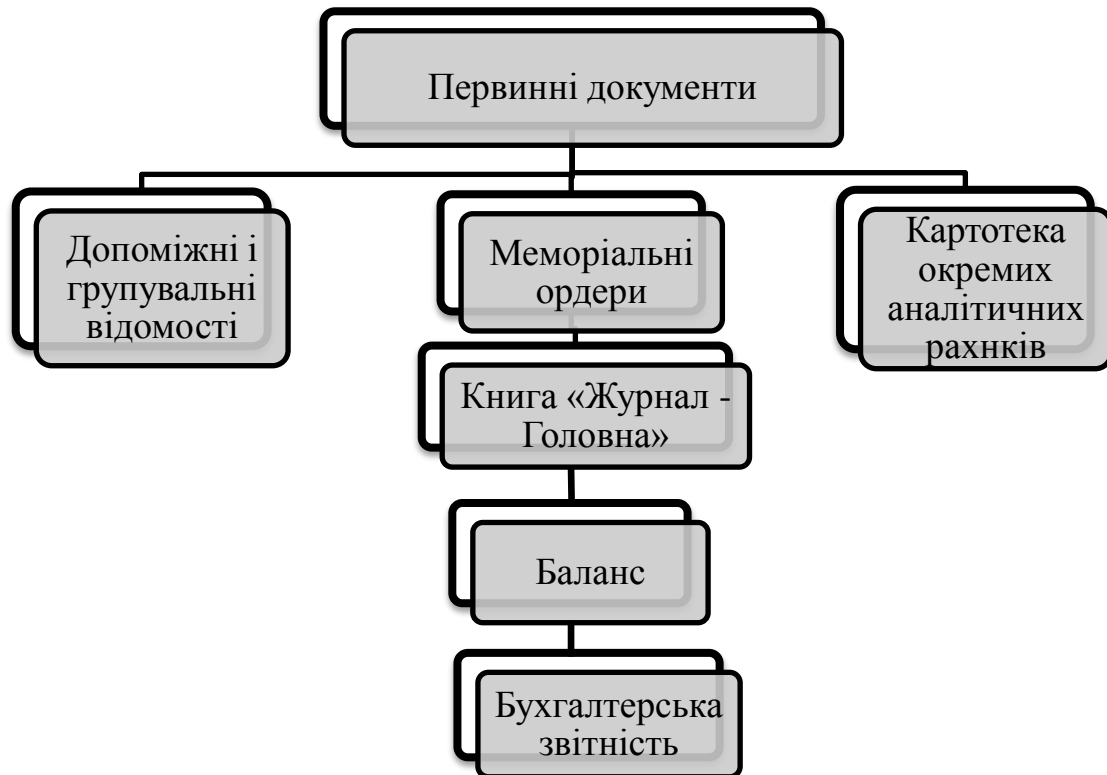 Первинні документи
Допоміжні і
групувальні
відомості
Меморіальні
ордери
Картотека
окремих
аналітичних
рахнків
Книга «Журнал -
Головна»
Баланс
Бухгалтерська
звітність